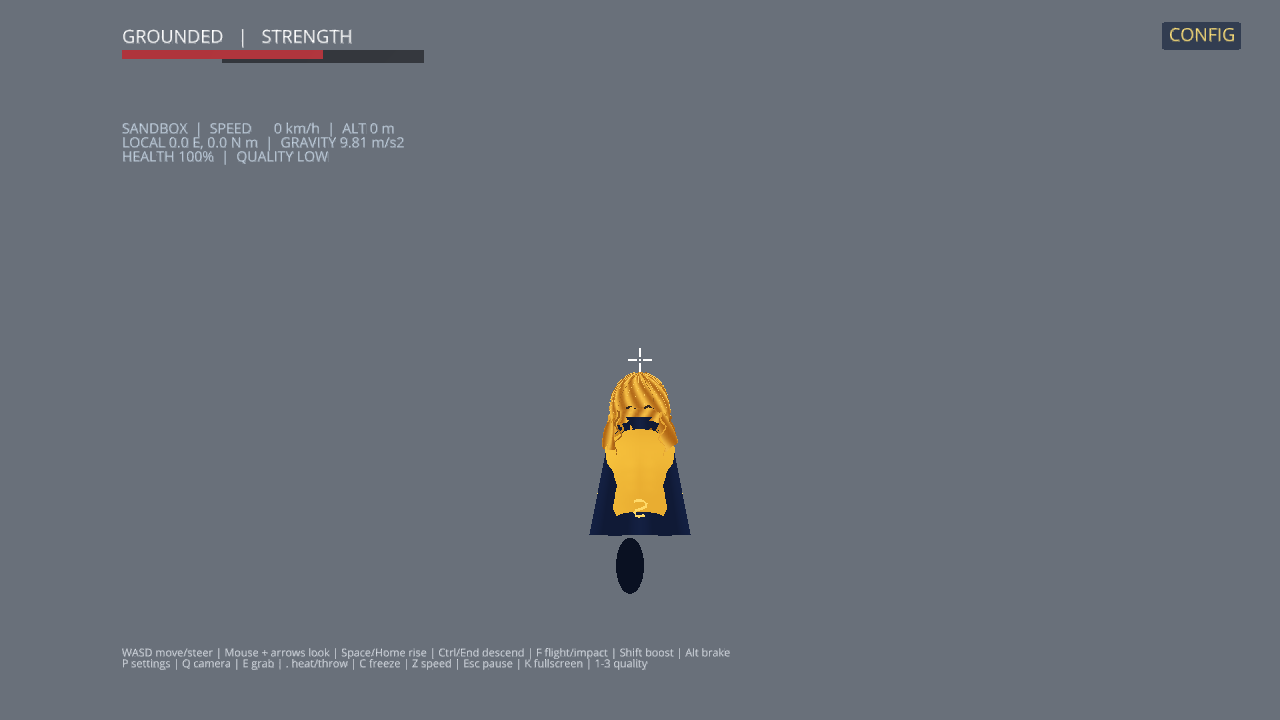 GROUNDED | STRENGTH
CONFIG
SANDBOX | SPEED 0 km/h | ALT 0 m
LOCAL 0.0 E, 0.0 N m | GRAVITY 9.81 m/s2
HEALTH 100% | QUALITY LOW
WASD move/steer | Mouse + arrows look | Space/Home rise | Ctrl/End descend | F flight/impact | Shift boost | Alt brake
P settings | Q camera | E grab | . heat/throw | C freeze | Z speed | Esc pause | K fullscreen | 1-3 quality